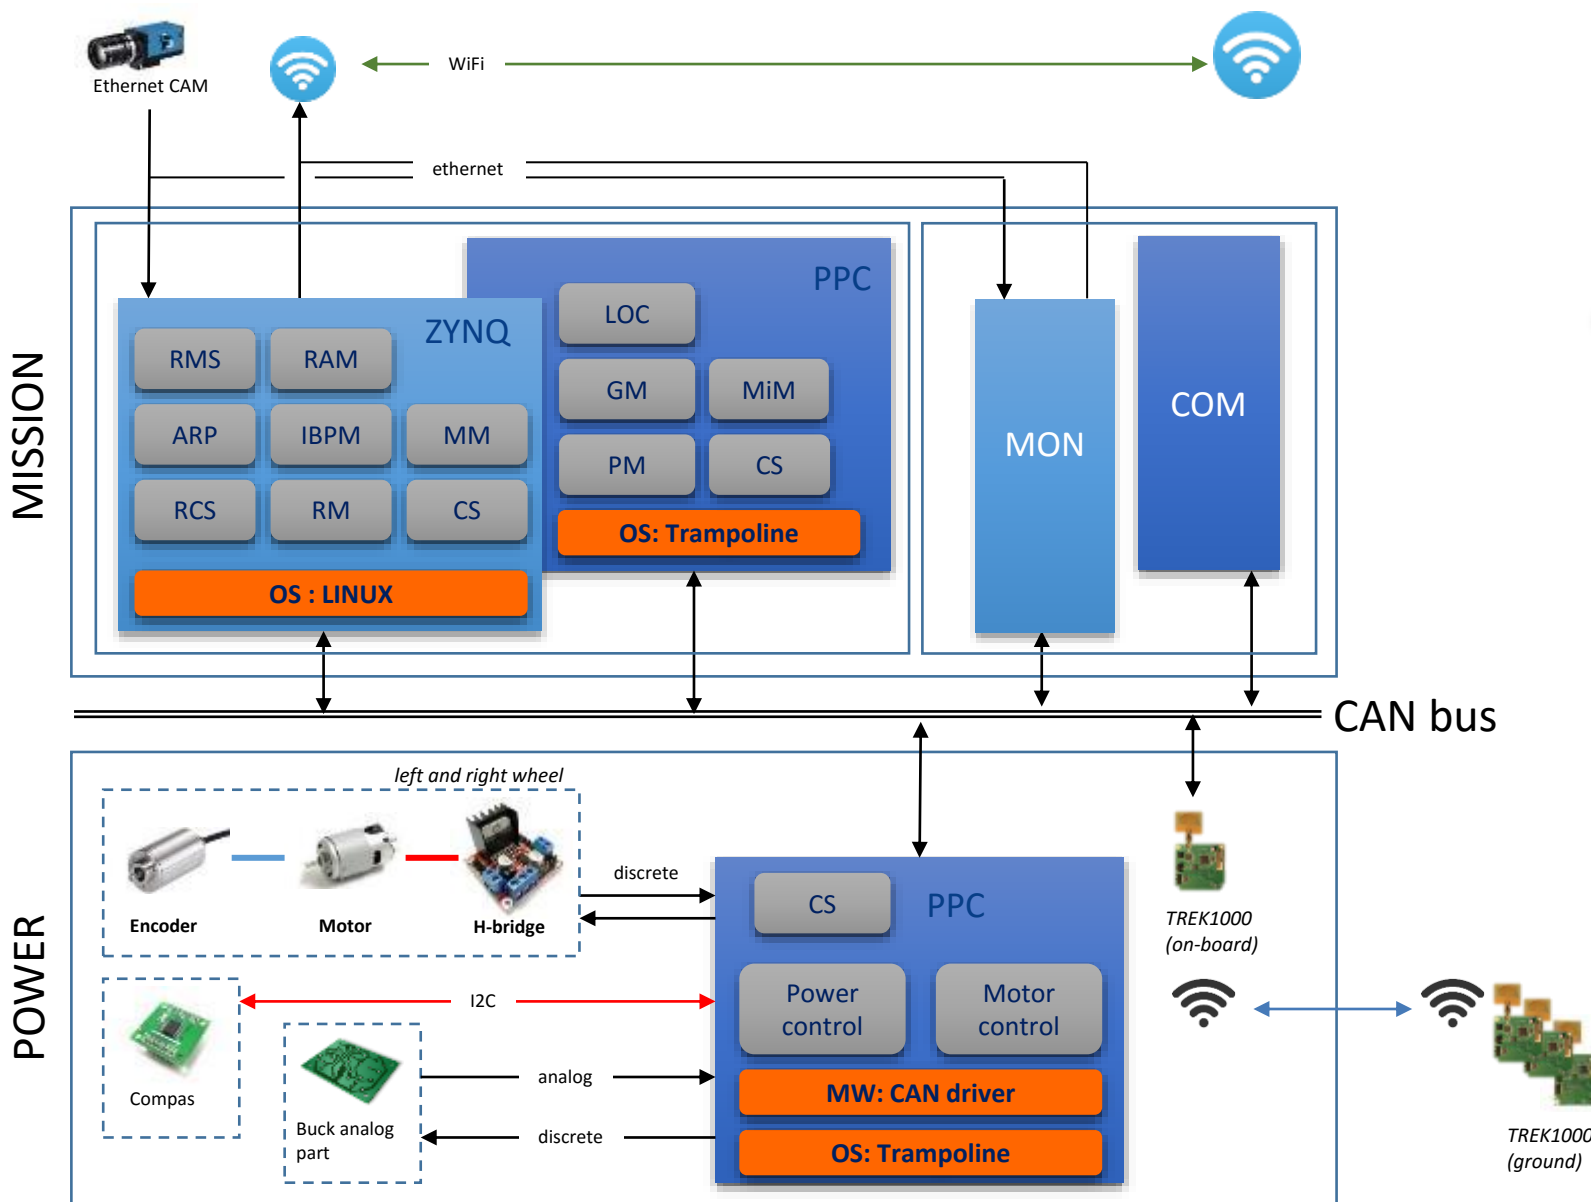 Ethernet CAM
WiFi
ethernet
MISSION
ZYNQ
RMS
RAM
ARP
IBPM
MM
RCS
RM
CS
OS : LINUX
PPC
LOC
GM
MiM
PM
CS
OS: Trampoline
MON
COM
CAN bus
POWER
left and right wheel
Encoder
Motor
H-bridge
discrete
I2C
Compas
Buck analog
part
analog
discrete
CS
PPC
Power
control
Motor
control
MW: CAN driver
OS: Trampoline
TREK1000
(on-board)
TREK1000
(ground)